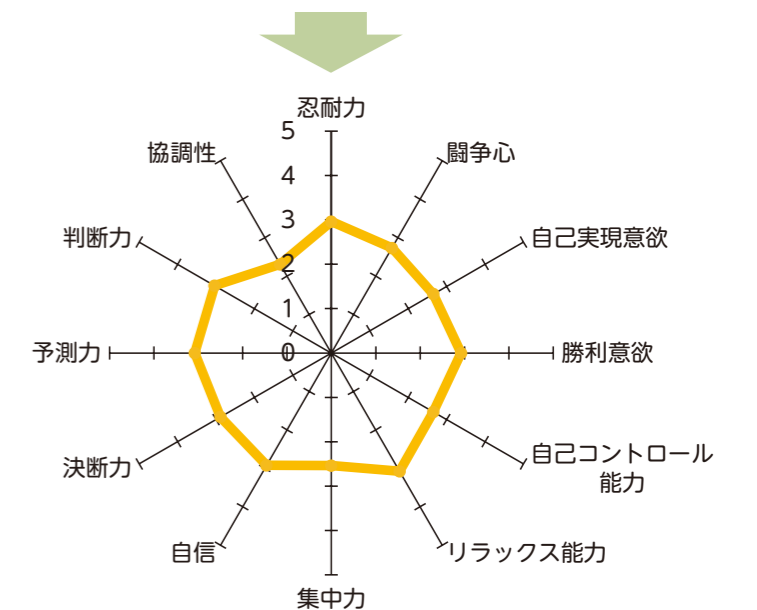 忍耐力
闘争心
自己実現意欲
勝利意欲
自己コントロール
能力
リラックス能力
集中力
自信
決断力
予測力
判断力
協調性
5
4
3
2
1
0